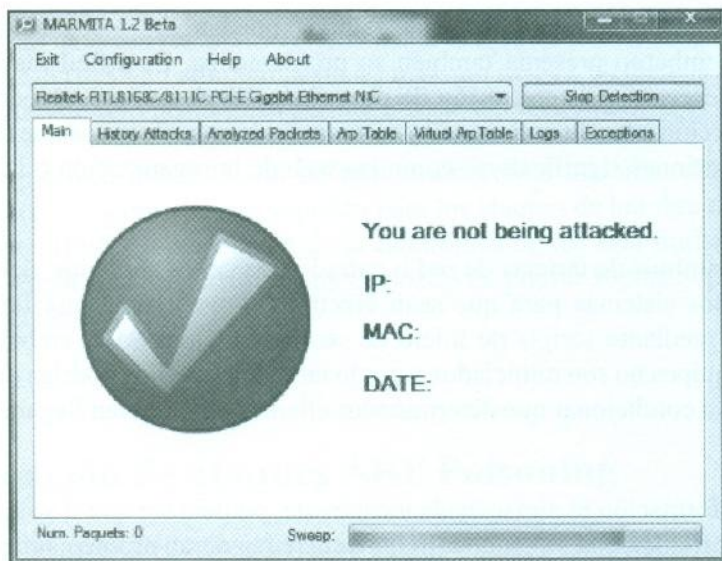 MARMITA 1.2 Beta
Exit Configuration Help About
Realtek RTL8168C/8111C PCI-E Gigabit Ethernet NIC Stop Detection
Main History Attacks Analyzed Packets Arp Table Virtual Arp Table Logs Exceptions
You are not being attacked.
IP:
MAC:
DATE:
Num. Paquets: 0 Sweep: